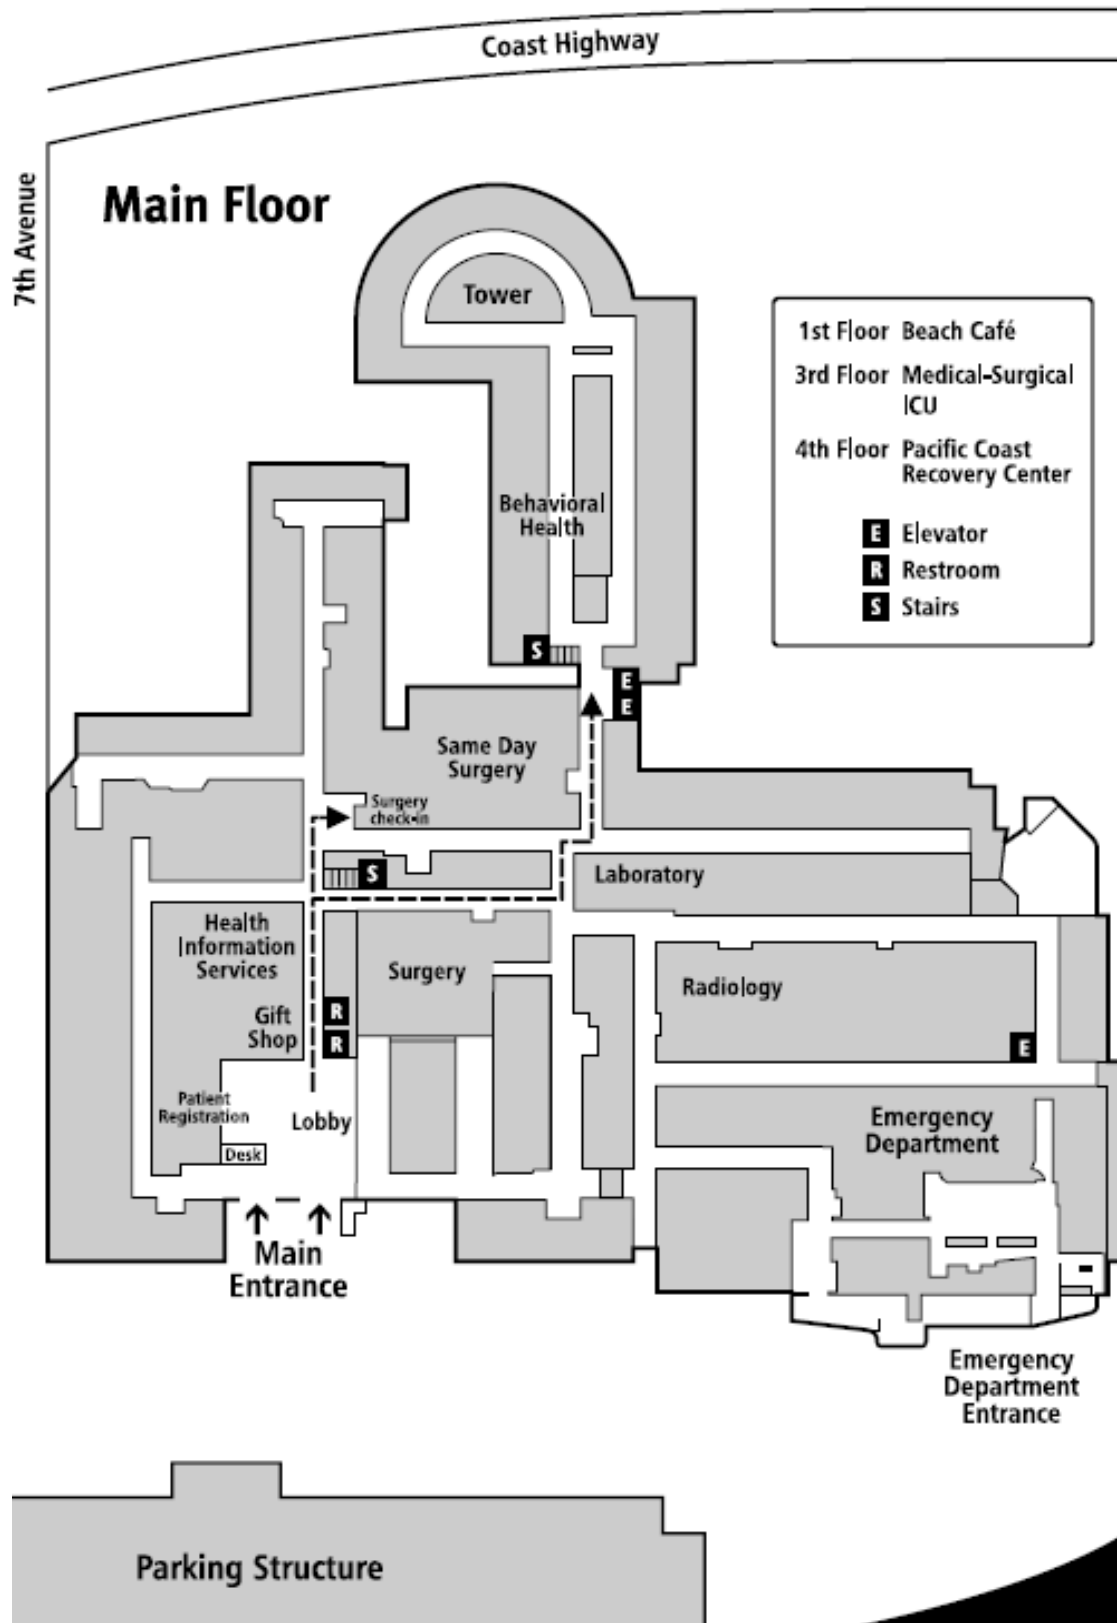 Coast Highway
7th Avenue
Main Floor
Tower
1st Floor Beach Café
3rd Floor Medical-Surgical
ICU
4th Floor Pacific Coast
Recovery Center
E Elevator
R Restroom
S Stairs
Behavioral
Health
S
E
E
Same Day
Surgery
Surgery
check-in
S
Laboratory
Health
Information
Services
Surgery
Radiology
Gift
Shop
R
R
E
Patient
Registration
Lobby
Desk
Emergency
Department
Main
Entrance
Emergency
Department
Entrance
Parking Structure